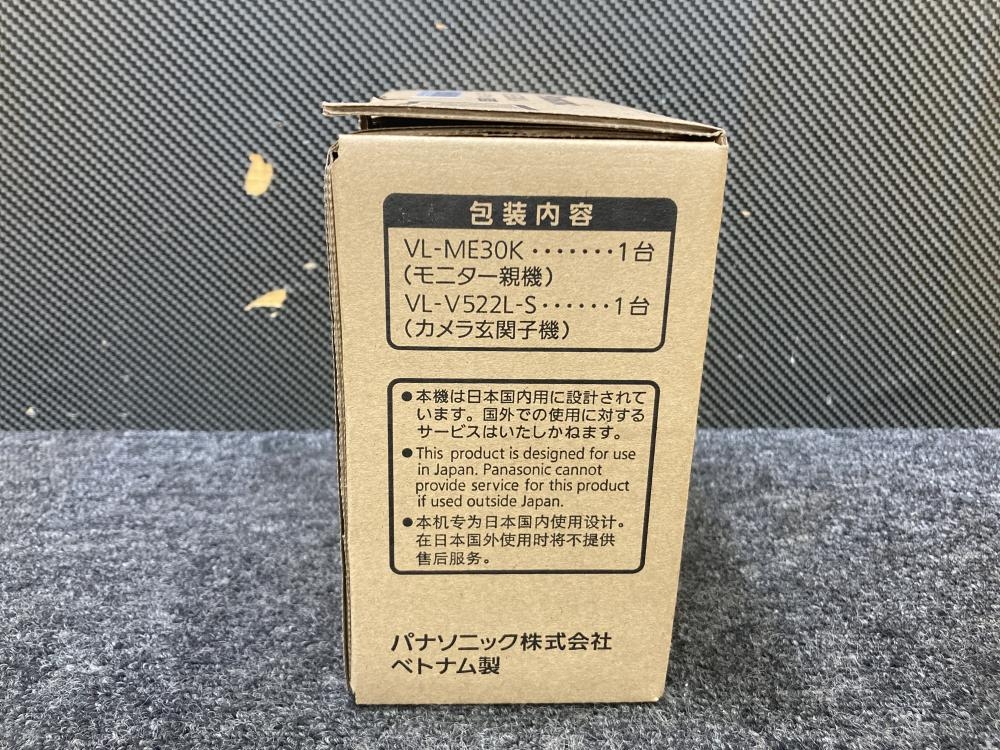 包装内容
VL-ME30K・・・・・・・1台
(モニター親機)
VL-V522L-S・・・・・・1台
(カメラ玄関子機)
●本機は日本国内用に設計されて
います。国外での使用に対する
サービスはいたしかねます。
●This product is designed for use
in Japan. Panasonic cannot
provide service for this product
if used outside Japan.
●本机专为日本国内使用设计。
在日本国外使用时将不提供
售后服务。
パナソニック株式会社
ベトナム製